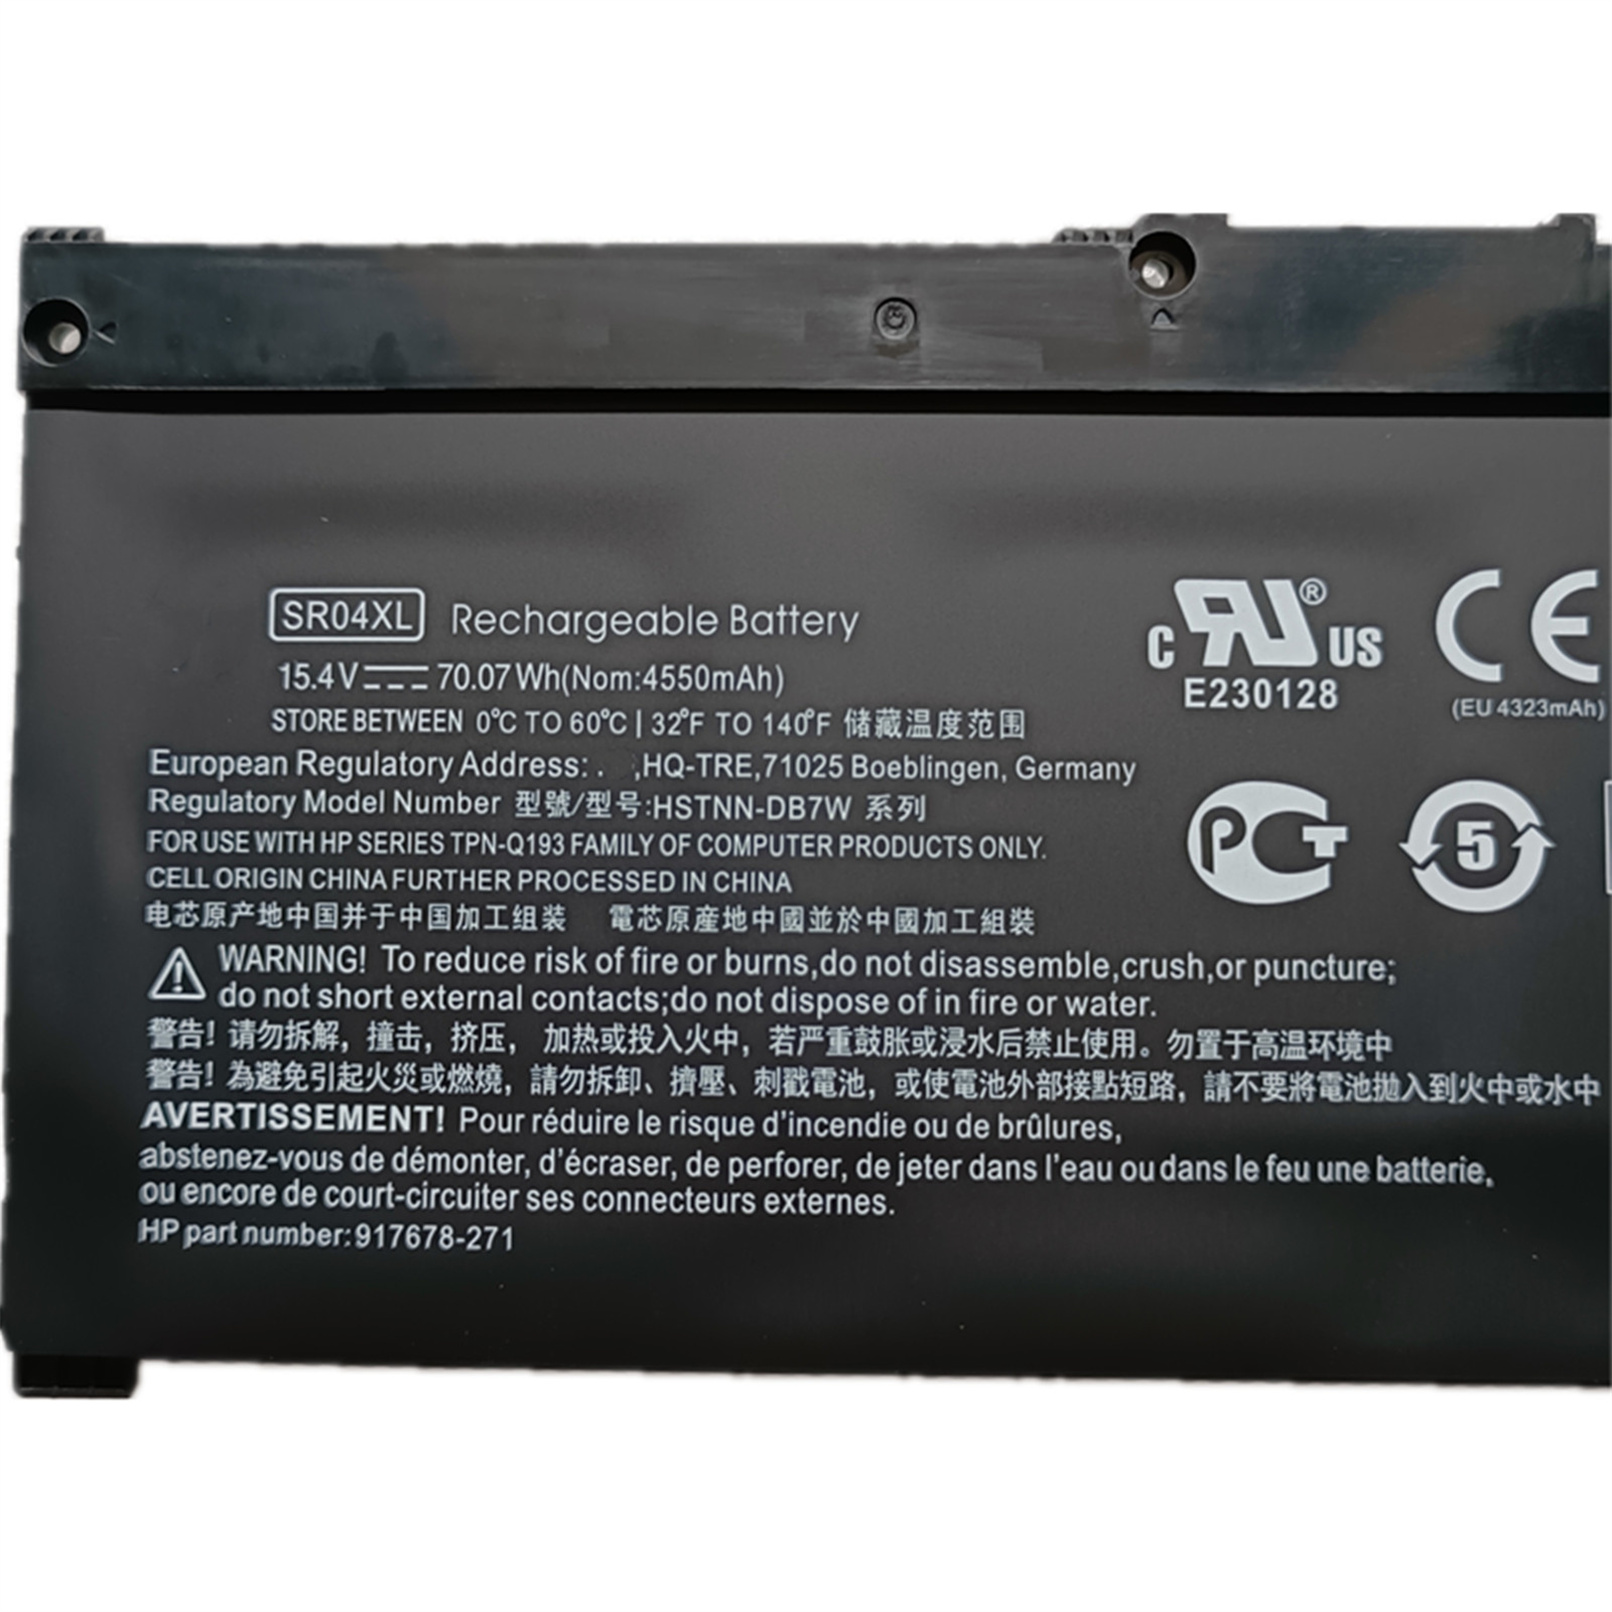 SR04XL Rechargeable Battery
15.4V 70.07Wh(Nom:4550mAh)
STORE BETWEEN 0°C TO 60°C | 32°F TO 140°F 储藏温度范围
European Regulatory Address: . ,HQ-TRE,71025 Boeblingen, Germany
Regulatory Model Number 型號/型号:HSTNN-DB7W 系列
FOR USE WITH HP SERIES TPN-Q193 FAMILY OF COMPUTER PRODUCTS ONLY.
CELL ORIGIN CHINA FURTHER PROCESSED IN CHINA
电芯原产地中国并于中国加工组装 電芯原産地中國並於中國加工組裝
WARNING! To reduce risk of fire or burns,do not disassemble,crush,or puncture;
do not short external contacts;do not dispose of in fire or water.
警告! 请勿拆解, 撞击, 挤压, 加热或投入火中, 若严重鼓胀或浸水后禁止使用。勿置于高温环境中
警告! 為避免引起火災或燃燒, 請勿拆卸、擠壓、刺戳電池, 或使電池外部接點短路, 請不要將電池拋入到火中或水中
AVERTISSEMENT! Pour réduire le risque d'incendie ou de brûlures,
abstenez-vous de démonter, d'écraser, de perforer, de jeter dans l'eau ou dans le feu une batterie,
ou encore de court-circuiter ses connecteurs externes.
HP part number:917678-271
C RU® US
E230128
CE
(EU 4323mAh)
PCT
5